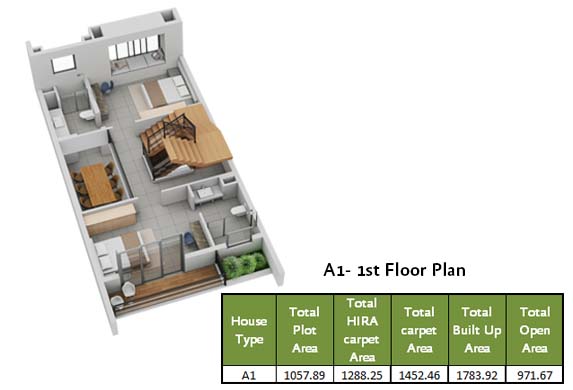 A1- 1st Floor Plan
House Type Total Plot Area Total HIRA carpet Area Total carpet Area Total Built Up Area Total Open Area
A1 1057.89 1288.25 1452.46 1783.92 971.67